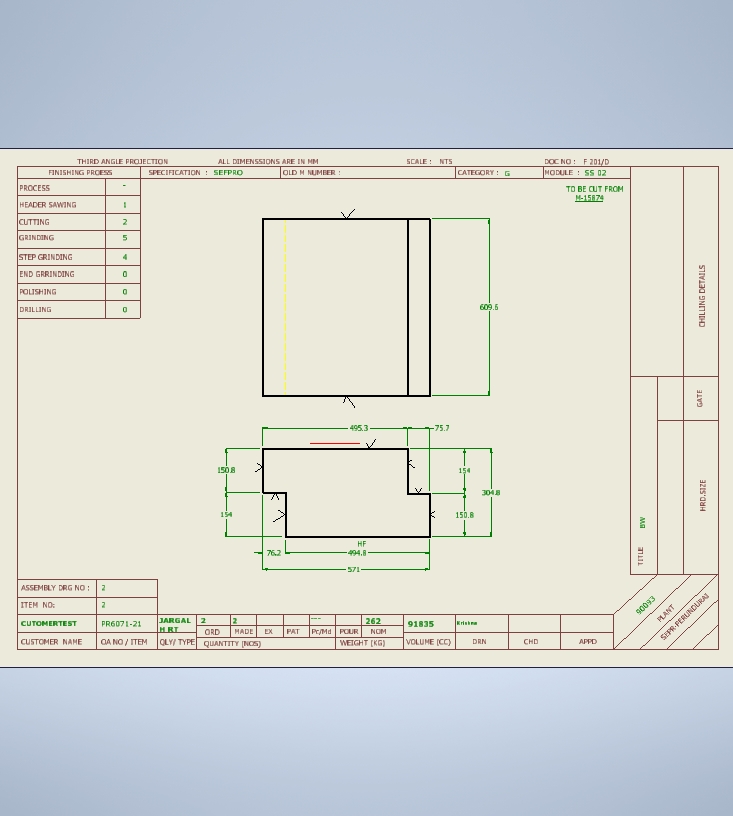 THIRD ANGLE PROJECTION ALL DIMENSSIONS ARE IN MM SCALE : NTS DOC NO : F 201/D
FINISHING PROESS SPECIFICATION : SEFPRO OLD M NUMBER : CATEGORY : G MODULE : SS 02
PROCESS -
HEADER SAWING 1
CUTTING 2
GRINDING 5
STEP GRINDING 4
END GRRINDING 0
POLISHING 0
DRILLING 0
TO BE CUT FROM
M-15874
609.6
495.3 75.7
150.8 154
304.8
154 150.8
HF
76.2 494.8
571
CHILLING DETAILS
GATE
HRD.SIZE
TITLE BW
90093
PLANT
SEPR-PERUNDURAI
ASSEMBLY DRG NO : 2
ITEM NO: 2
CUTOMERTEST PR6071-21 JARGAL 2 2 ---- 262 91835 Krishna
H RT
ORD MADE EX PAT Pc/Md POUR NOM
CUSTOMER NAME OA NO / ITEM QLY/ TYPE QUANTITY (NOS) WEIGHT (KG) VOLUME (CC) DRN CHD APPD